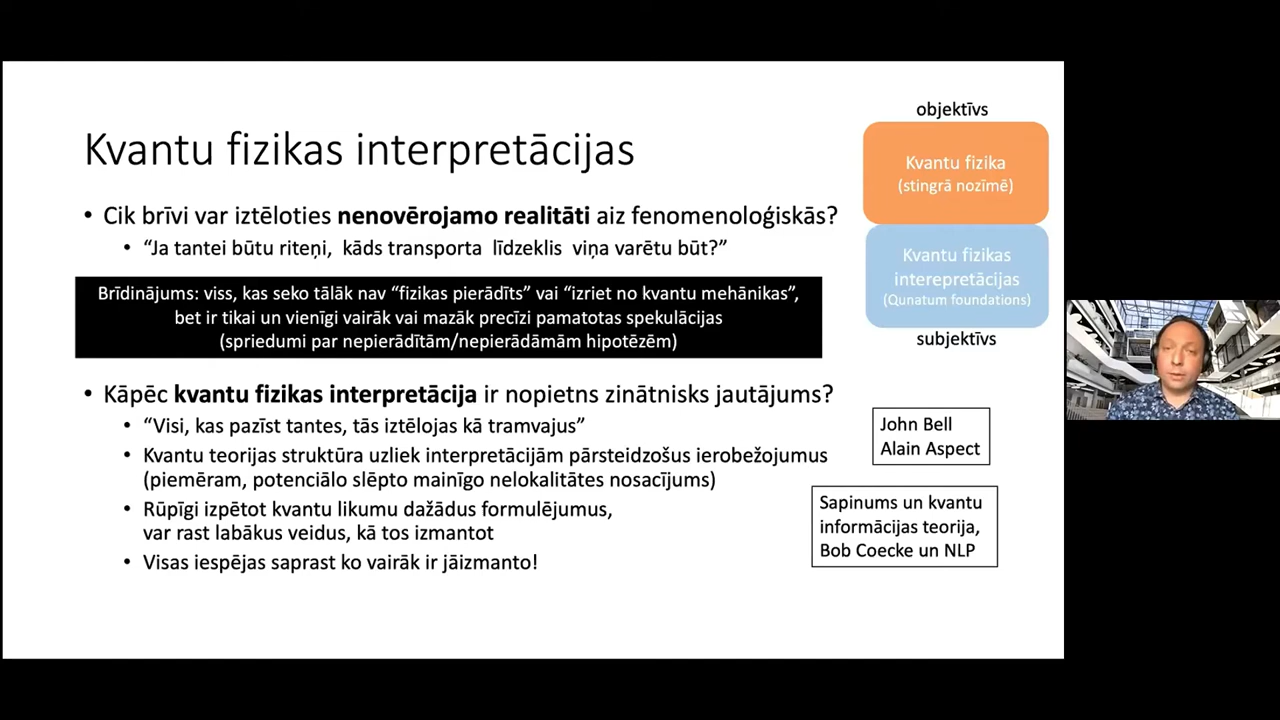 Kvantu fizikas interpretācijas
• Cik brīvi var iztēloties nenovērojamo realitāti aiz fenomenoloģiskās?
• “Ja tantei būtu riteņi, kāds transporta līdzeklis viņa varētu būt?”
Brīdinājums: viss, kas seko tālāk nav “fizikas pierādīts” vai “izriet no kvantu mehānikas”,
bet ir tikai un vienīgi vairāk vai mazāk precīzi pamatotas spekulācijas
(spriedumi par nepierādītām/nepierādāmām hipotēzēm)
• Kāpēc kvantu fizikas interpretācija ir nopietns zinātnisks jautājums?
• “Visi, kas pazīst tantes, tās iztēlojas kā tramvajus”
• Kvantu teorijas struktūra uzliek interpretācijām pārsteidzošus ierobežojumus
(piemēram, potenciālo slēpto mainīgo nelokalitātes nosacījums)
• Rūpīgi izpētot kvantu likumu dažādus formulējumus,
var rast labākus veidus, kā tos izmantot
• Visas iespējas saprast ko vairāk ir jāizmanto!
objektīvs
Kvantu fizika
(stingrā nozīmē)
Kvantu fizikas
interepretācijas
(Qunatum foundations)
subjektīvs
John Bell
Alain Aspect
Sapinums un kvantu
informācijas teorija,
Bob Coecke un NLP